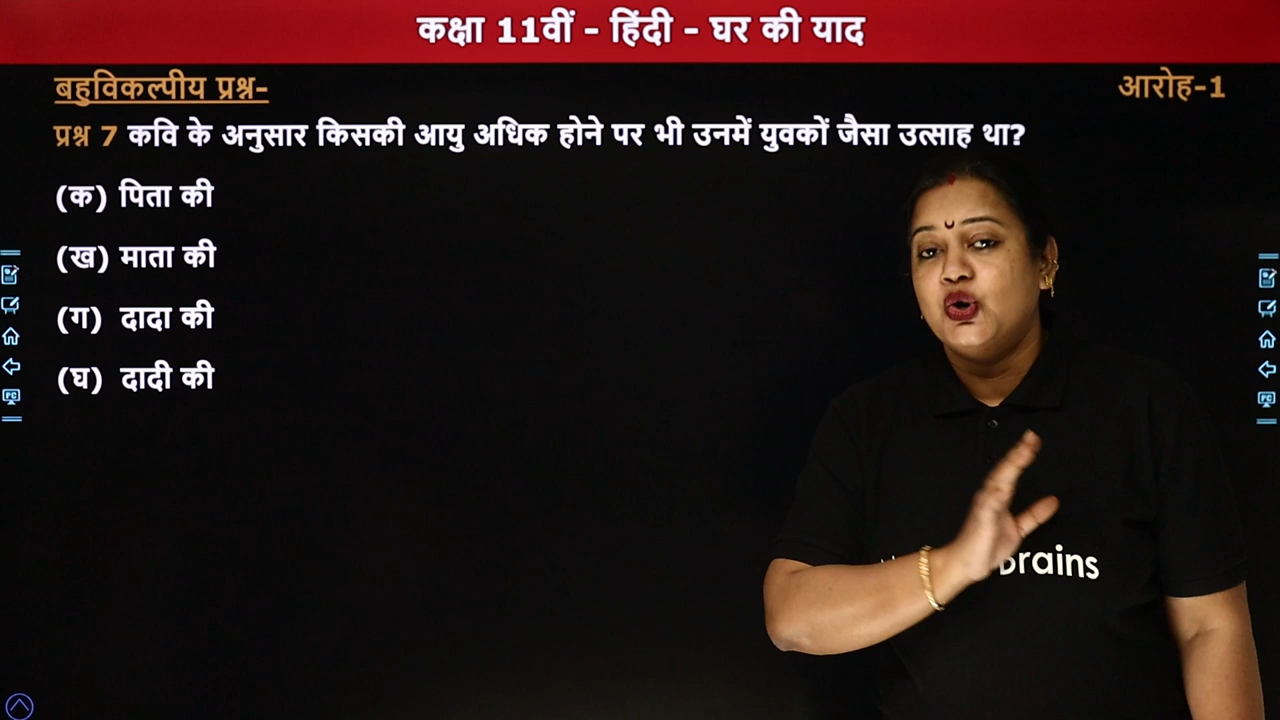 कक्षा 11वीं - हिंदी - घर की याद
बहुविकल्पीय प्रश्न-
आरोह-1
प्रश्न 7 कवि के अनुसार किसकी आयु अधिक होने पर भी उनमें युवकों जैसा उत्साह था?
(क) पिता की
(ख) माता की
(ग) दादा की
(घ) दादी की